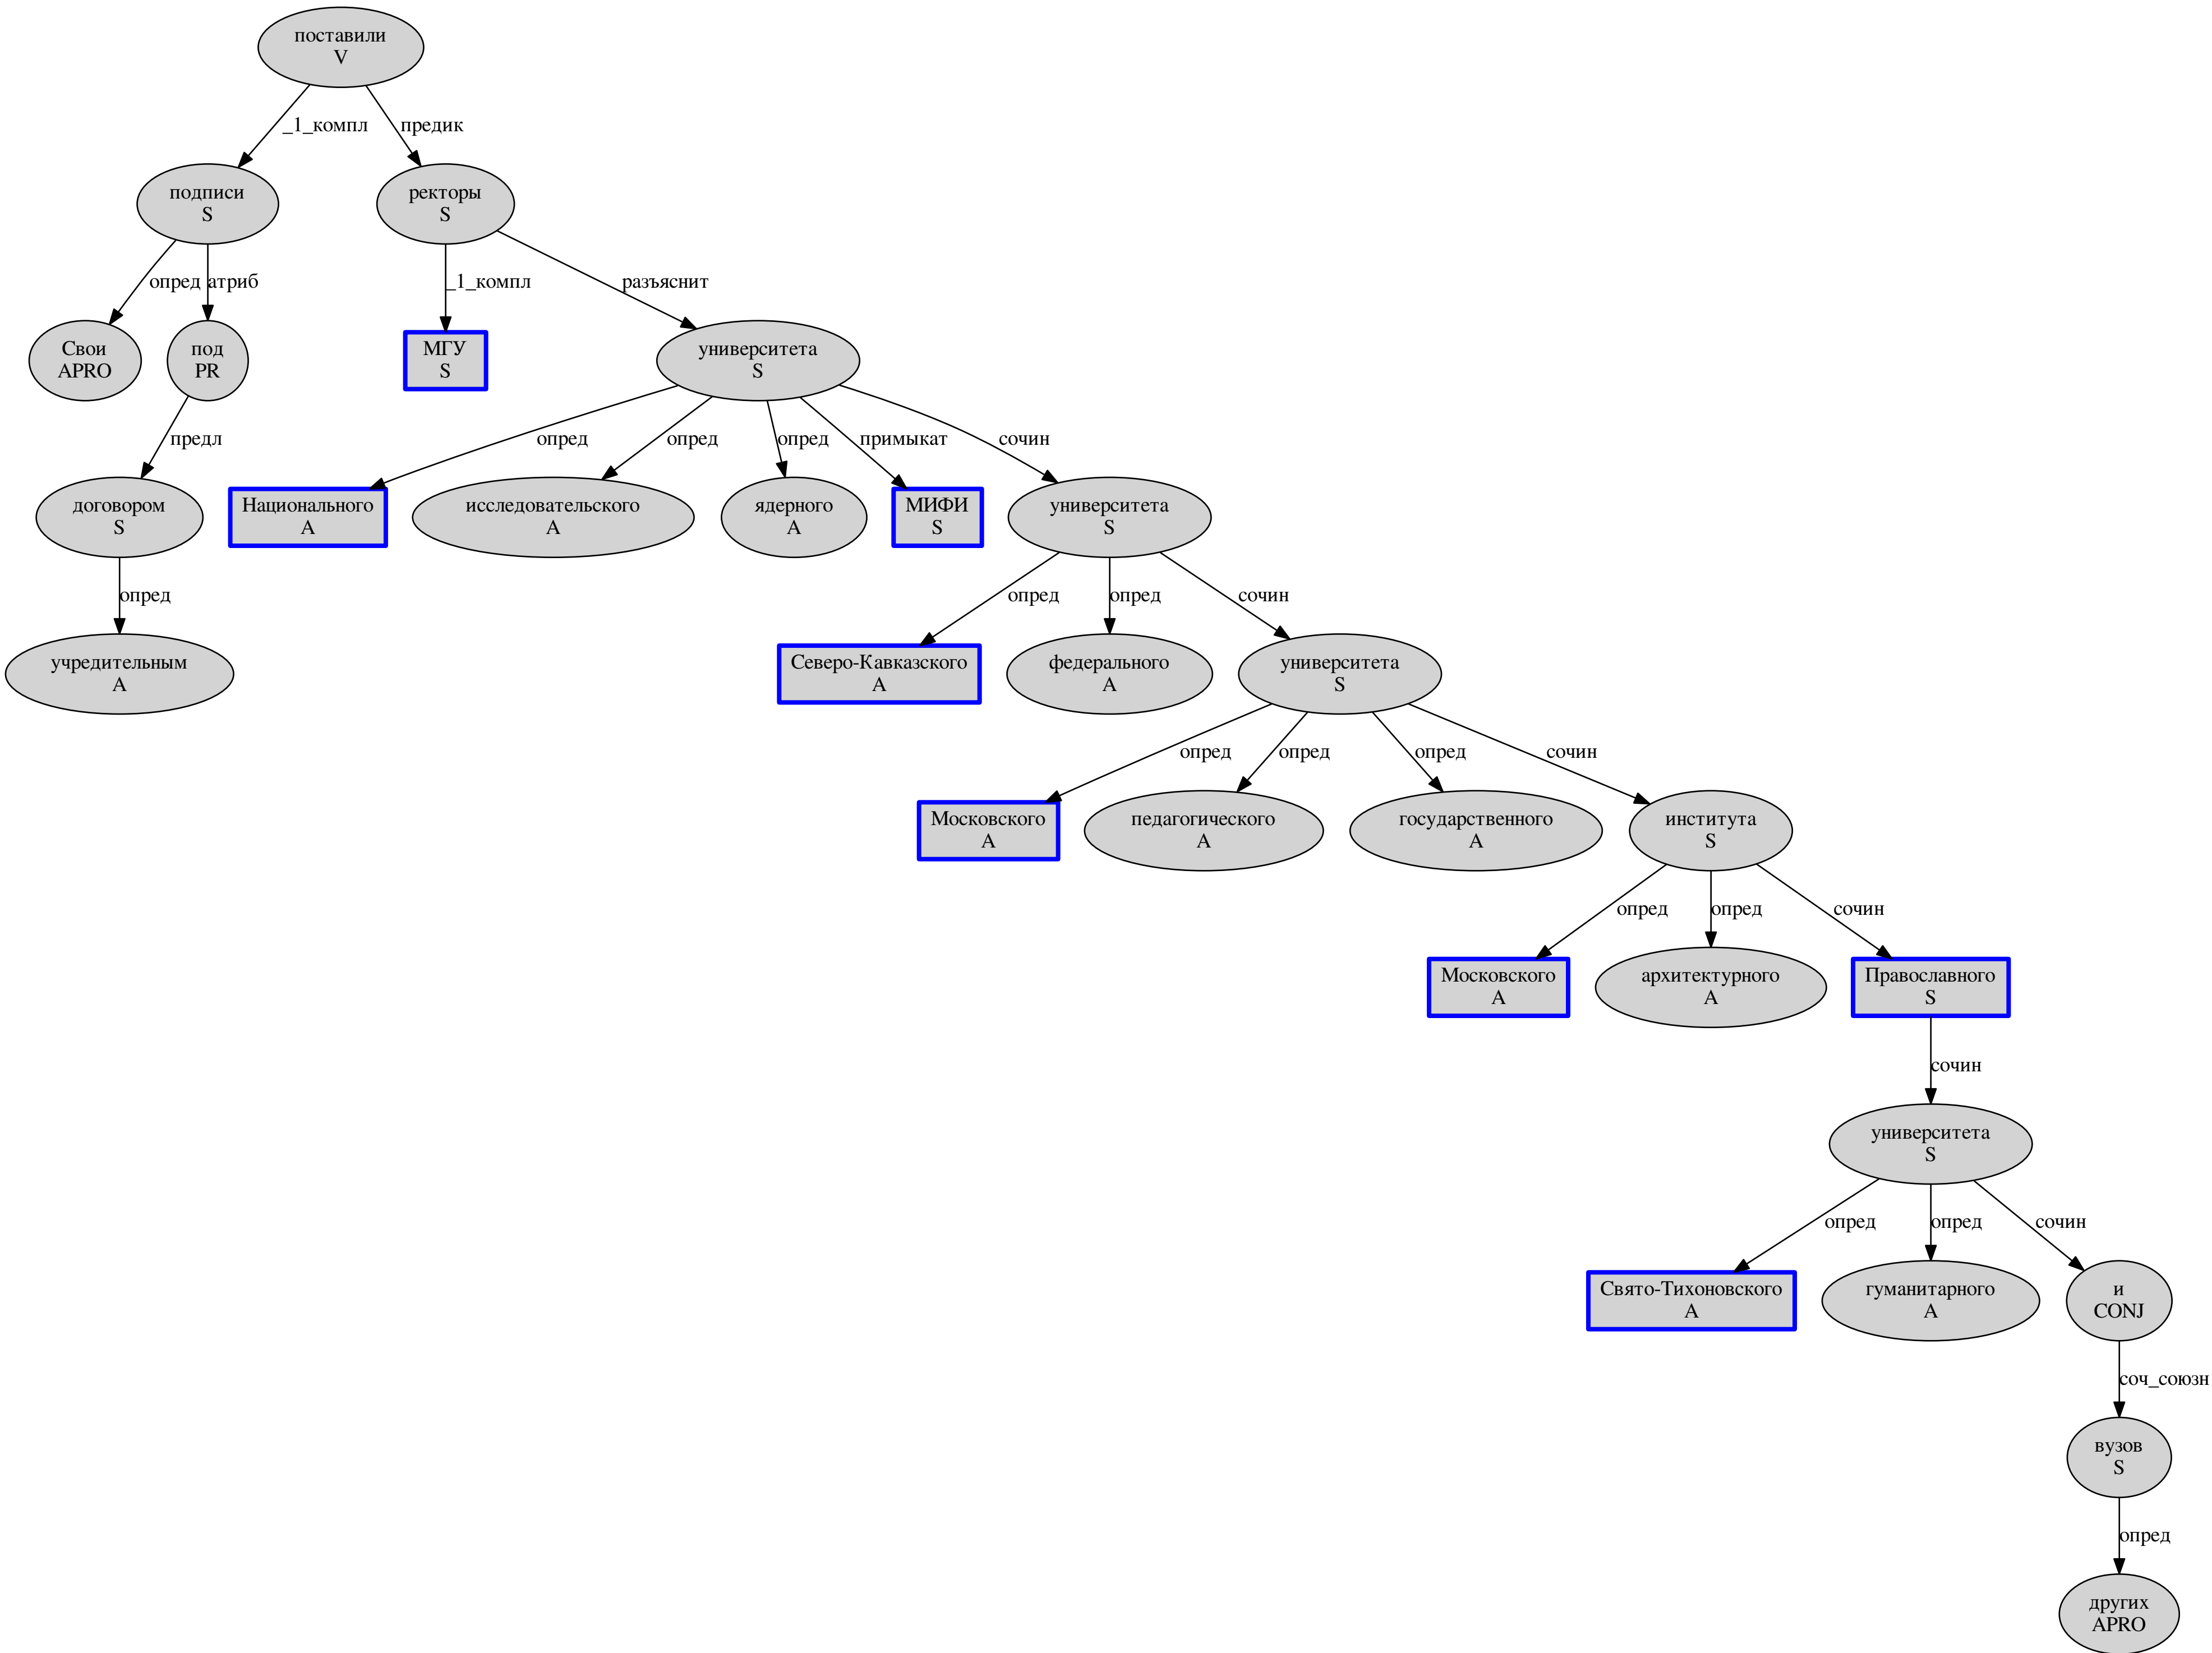 поставили
V
_1_компл
предик
подписи
S
ректоры
S
опред
атриб
_1_компл
разъяснит
Свои
APRO
под
PR
МГУ
S
университета
S
предл
опред
опред
опред
примыкат
сочин
договором
S
Национального
A
исследовательского
A
ядерного
A
МИФИ
S
университета
S
опред
опред
опред
сочин
учредительным
A
Северо-Кавказского
A
федерального
A
университета
S
опред
опред
опред
сочин
Московского
A
педагогического
A
государственного
A
института
S
опред
опред
сочин
Московского
A
архитектурного
A
Православного
S
сочин
университета
S
опред
опред
сочин
Свято-Тихоновского
A
гуманитарного
A
и
CONJ
соч_союзн
вузов
S
опред
других
APRO